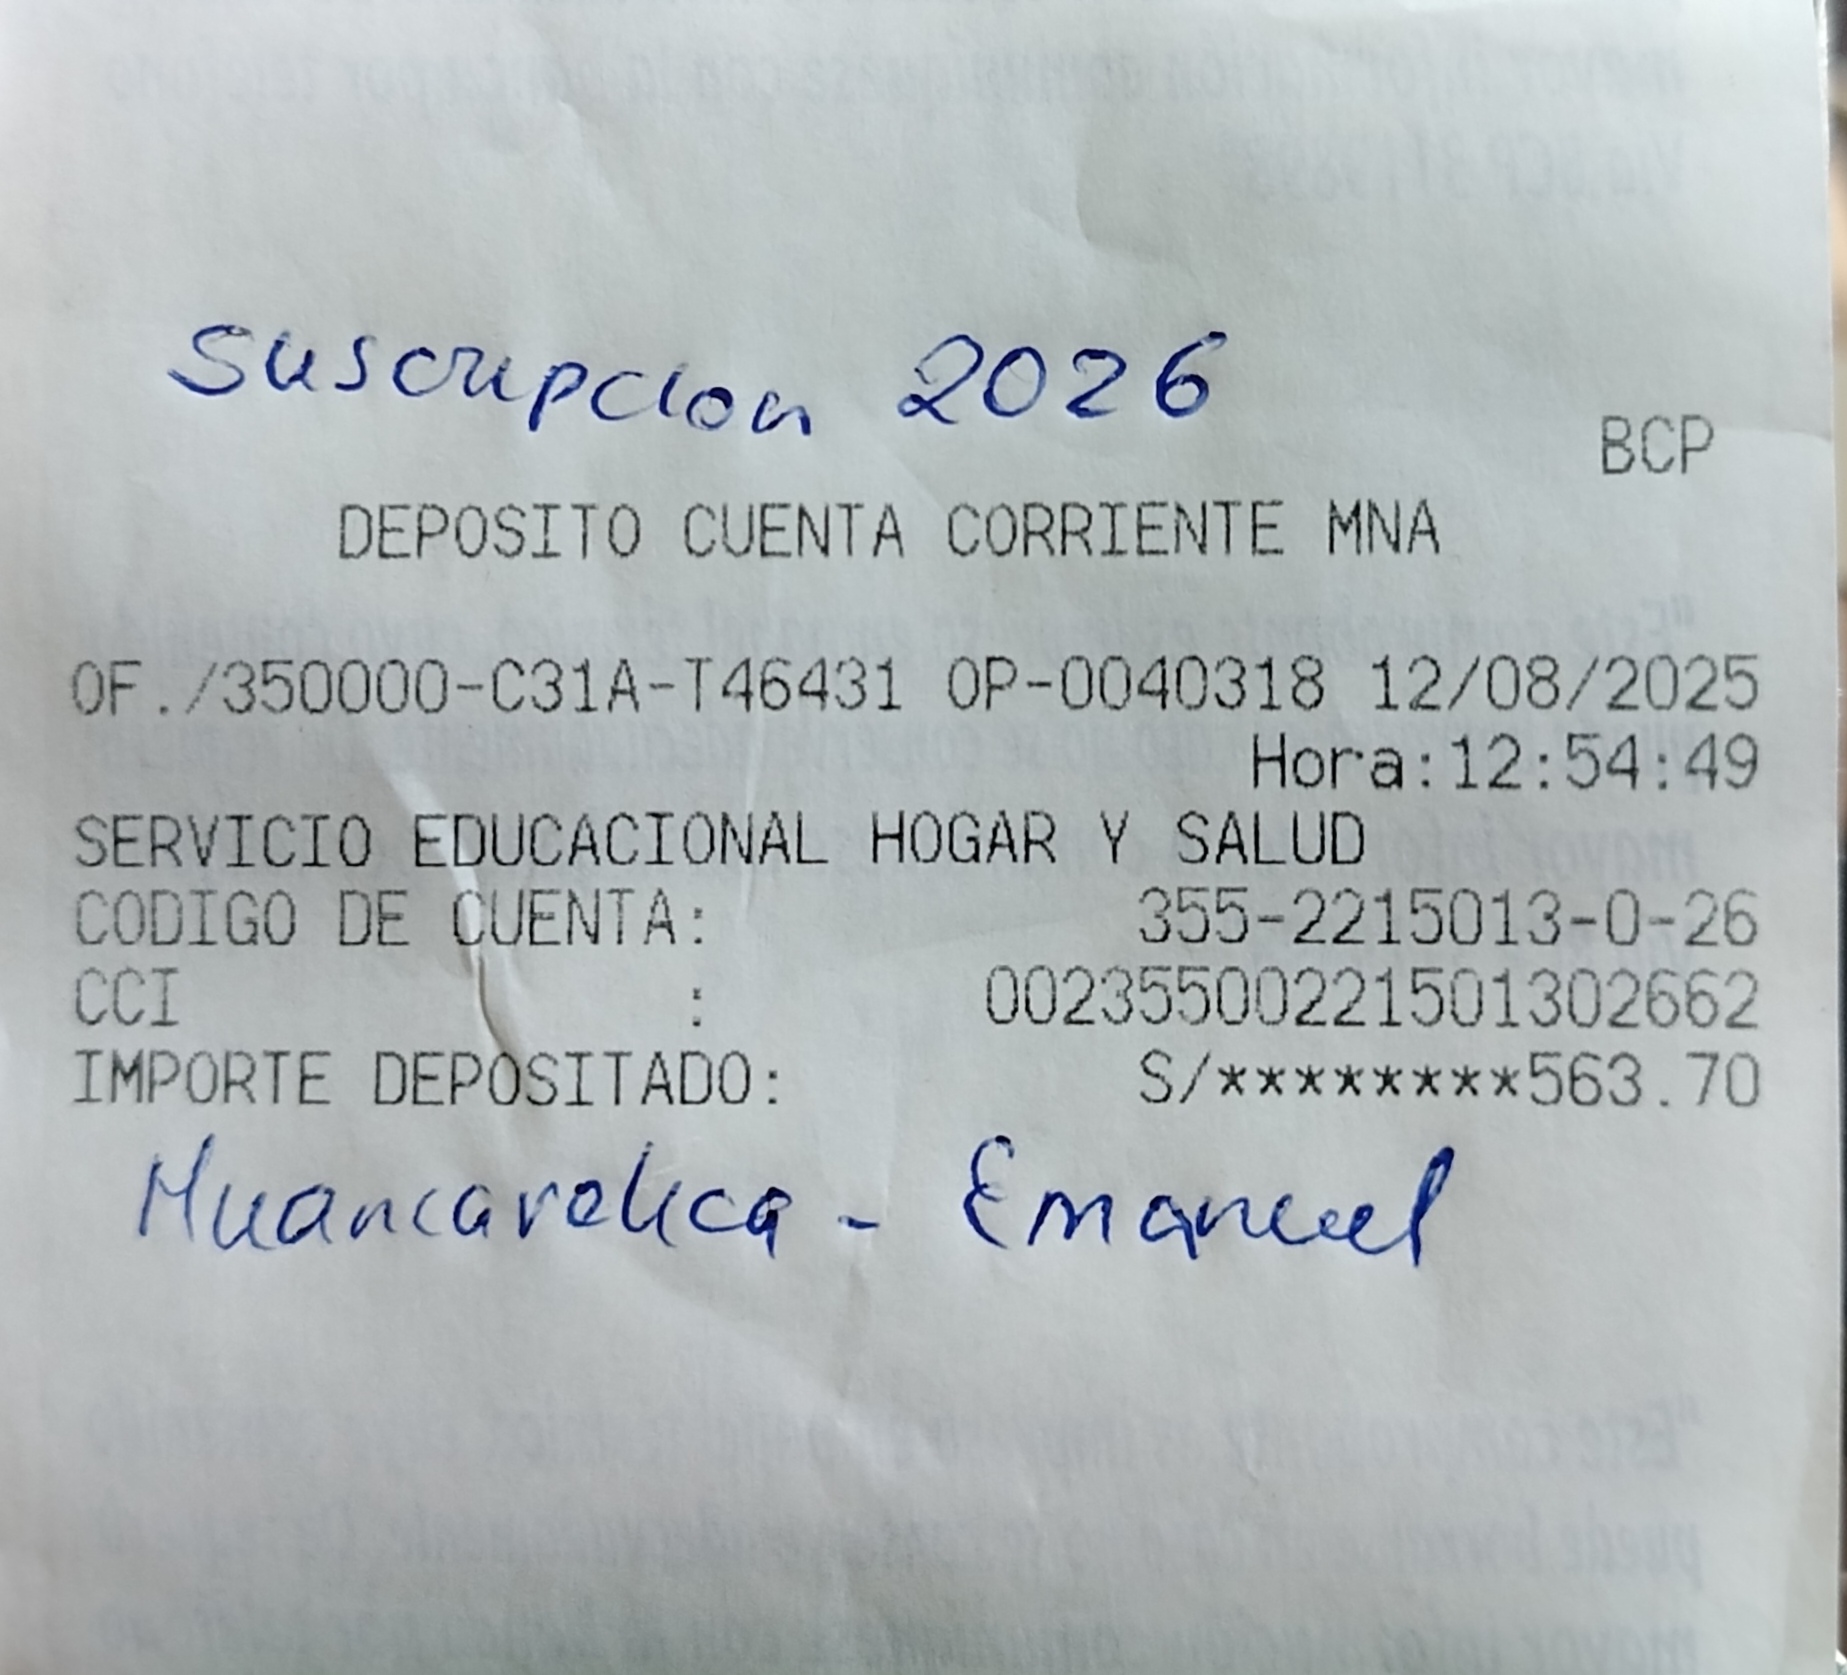 Suscripcion 2026
BCP
DEPOSITO CUENTA CORRIENTE MNA
OF./350000-C31A-T46431 OP-0040318 12/08/2025
Hora:12:54:49
SERVICIO EDUCACIONAL HOGAR Y SALUD
CODIGO DE CUENTA: 355-2215013-0-26
CCI : 00235500221501302662
IMPORTE DEPOSITADO: S/********563.70
Huancavelica - Emanuel